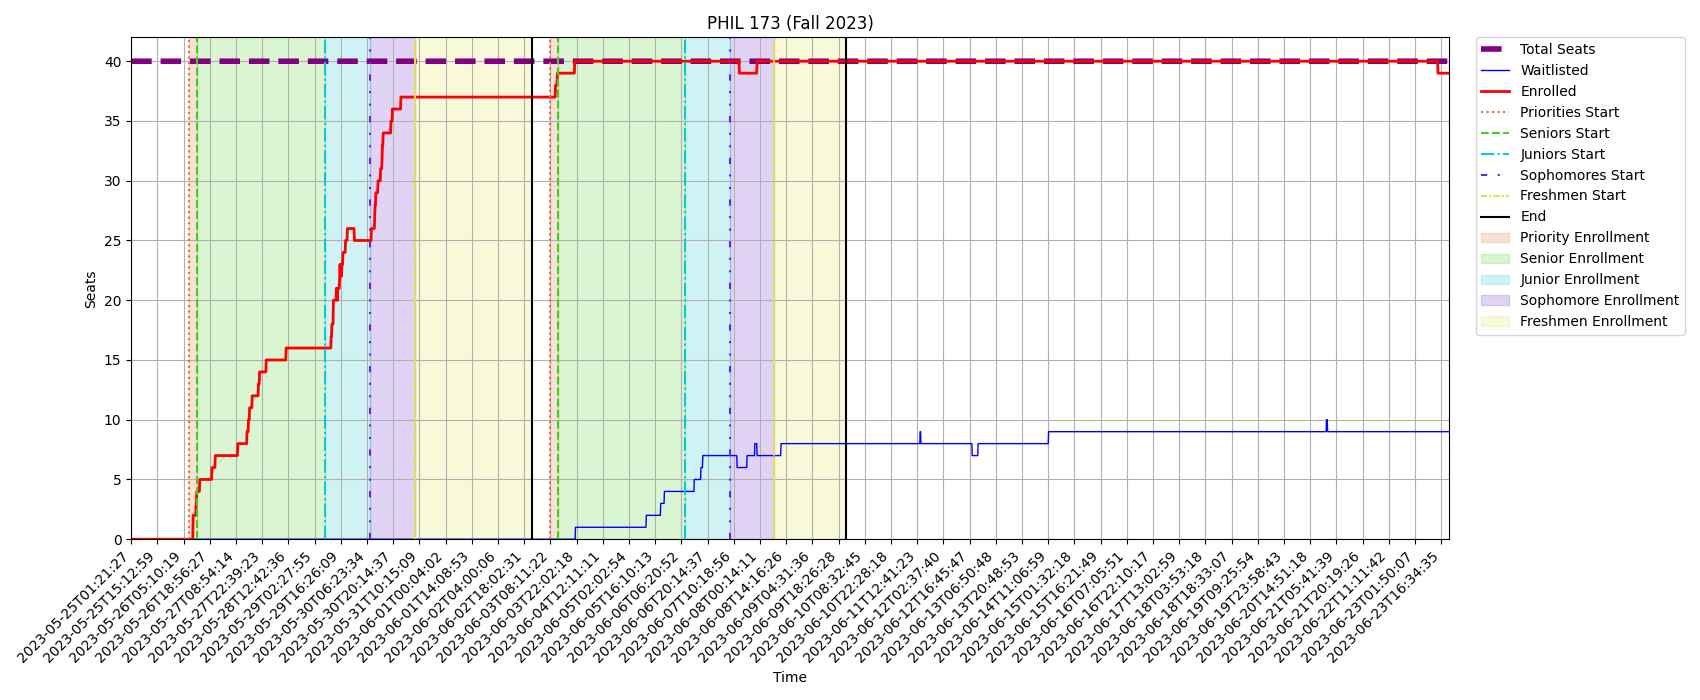 PHIL 173 (Fall 2023)
Seats
40
35
30
25
20
15
10
5
0
2023-05-25T01:21:27
2023-05-25T15:12:59
2023-05-26T05:10:19
2023-05-26T18:56:27
2023-05-27T08:54:14
2023-05-27T22:39:23
2023-05-28T12:42:36
2023-05-29T02:27:55
2023-05-29T16:26:09
2023-05-30T06:23:34
2023-05-30T20:14:37
2023-05-31T10:15:09
2023-06-01T00:04:02
2023-06-01T14:08:53
2023-06-02T04:00:06
2023-06-02T18:02:31
2023-06-03T08:11:22
2023-06-03T22:02:18
2023-06-04T12:11:11
2023-06-05T02:02:54
2023-06-05T16:10:13
2023-06-06T06:20:52
2023-06-06T20:14:37
2023-06-07T10:18:56
2023-06-08T00:14:11
2023-06-08T14:16:26
2023-06-09T04:31:36
2023-06-09T18:26:28
2023-06-10T08:32:45
2023-06-10T22:28:18
2023-06-11T12:41:23
2023-06-12T02:37:40
2023-06-12T16:45:47
2023-06-13T06:50:48
2023-06-13T20:48:53
2023-06-14T11:06:59
2023-06-15T01:32:18
2023-06-15T16:21:49
2023-06-16T07:05:51
2023-06-16T22:10:17
2023-06-17T13:02:59
2023-06-18T03:53:18
2023-06-18T18:33:07
2023-06-19T09:25:54
2023-06-19T23:58:43
2023-06-20T14:51:18
2023-06-21T05:41:39
2023-06-21T20:19:26
2023-06-22T11:11:42
2023-06-23T01:50:07
2023-06-23T16:34:35
Time
Total Seats
Waitlisted
Enrolled
Priorities Start
Seniors Start
Juniors Start
Sophomores Start
Freshmen Start
End
Priority Enrollment
Senior Enrollment
Junior Enrollment
Sophomore Enrollment
Freshmen Enrollment